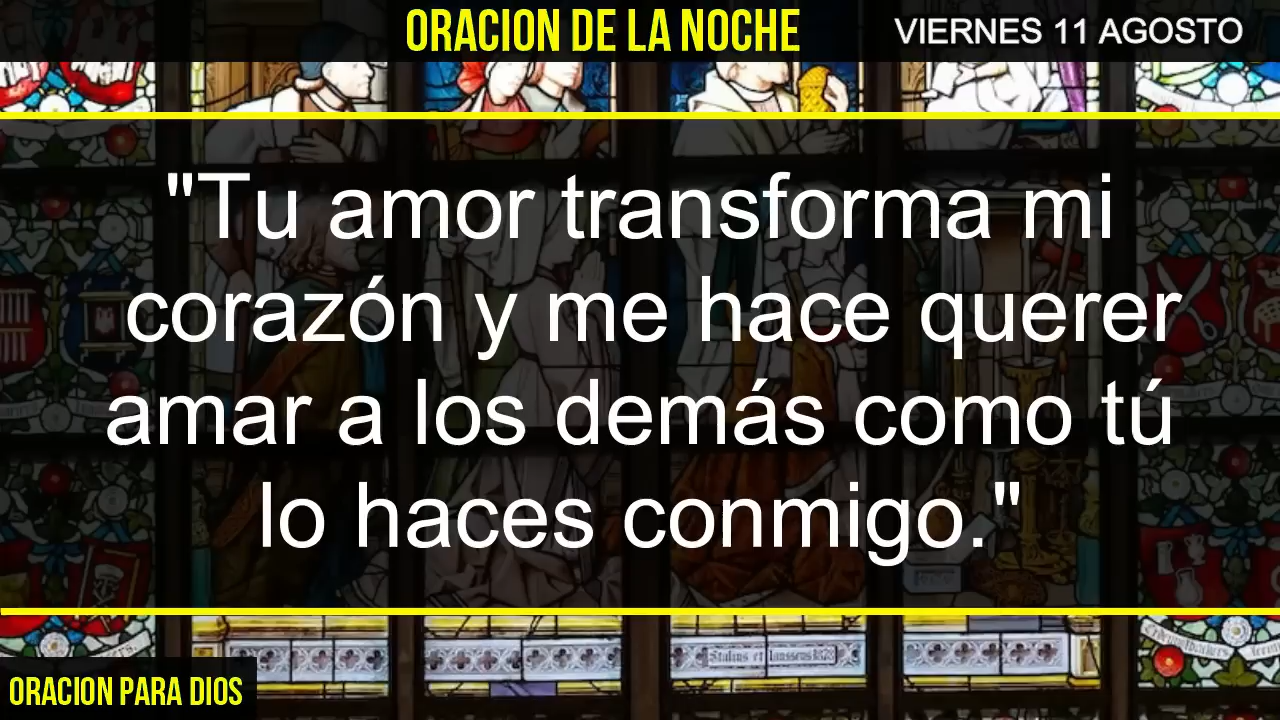 ORACION DE LA NOCHE
VIERNES 11 AGOSTO
"Tu amor transforma mi
corazón y me hace querer
amar a los demás como tú
lo haces conmigo."
ORACION PARA DIOS